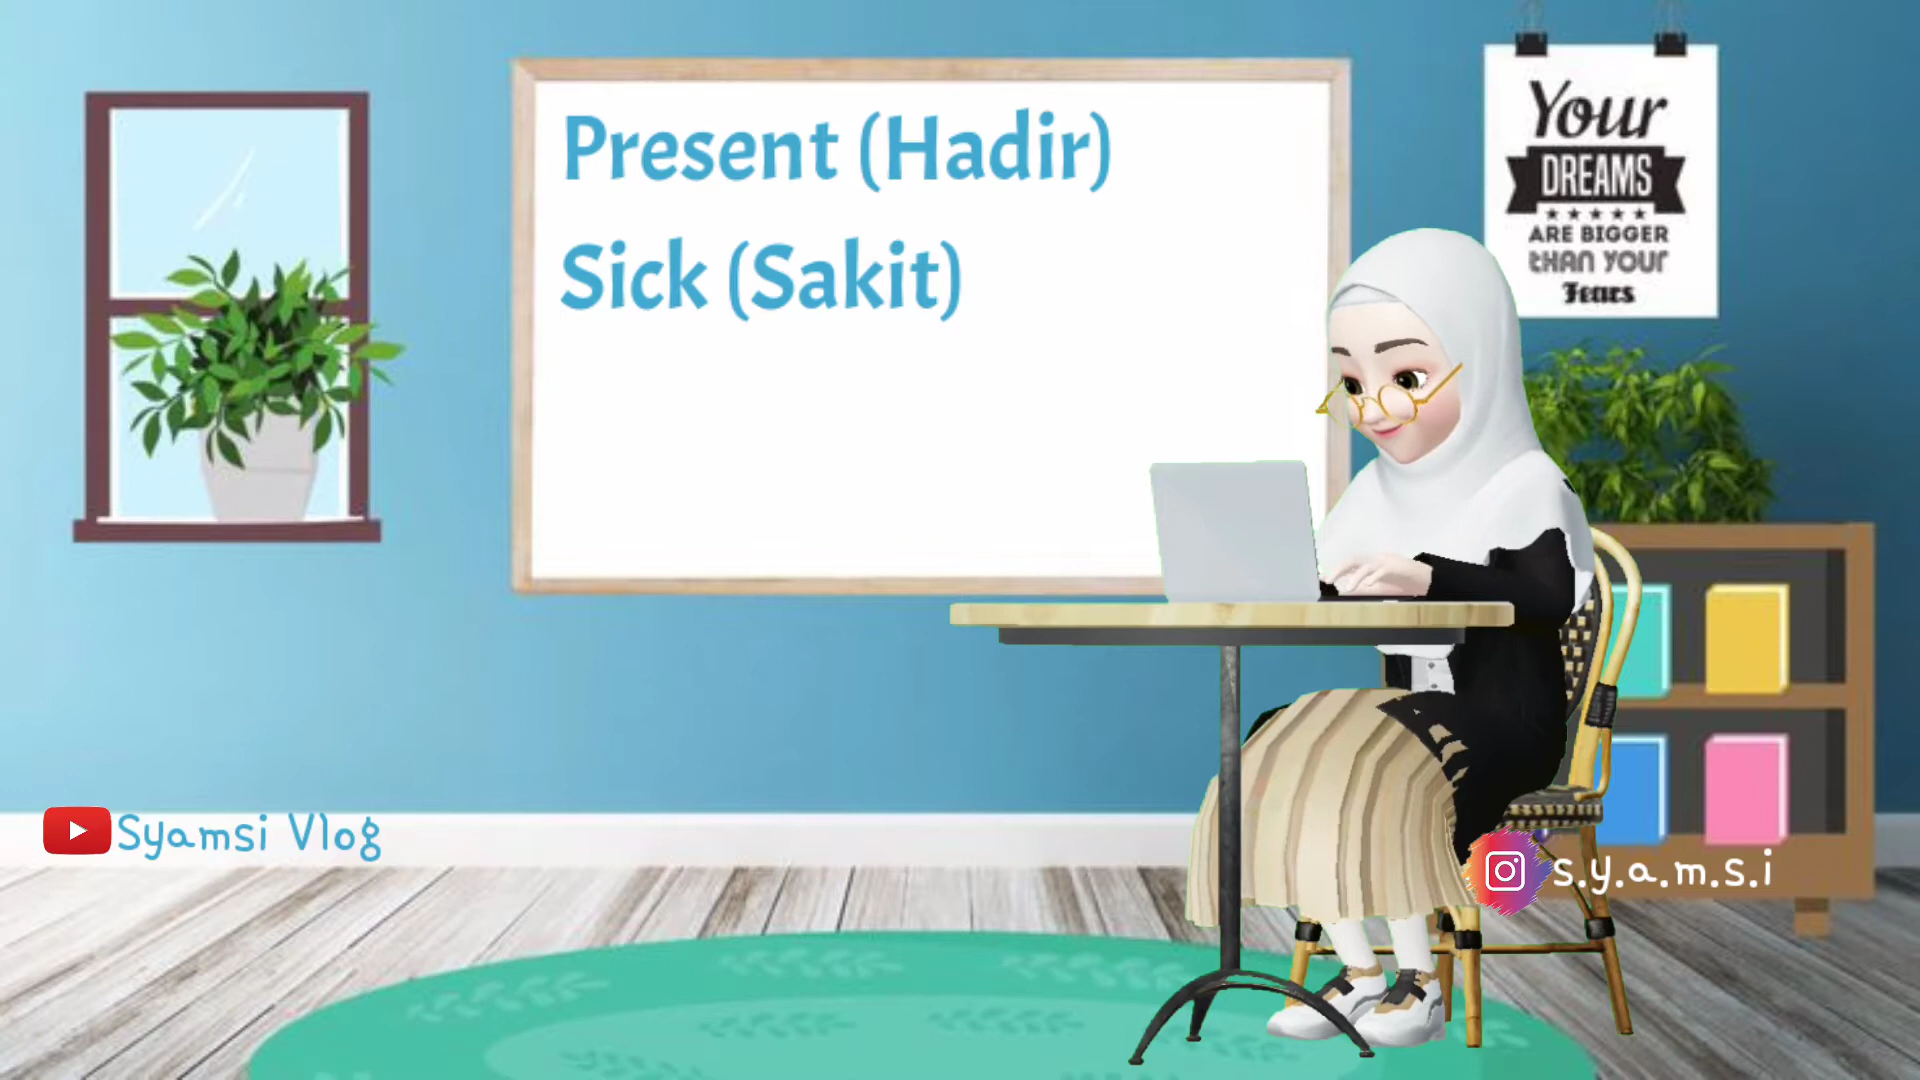 Present (Hadir)
Sick (Sakit)
Your
DREAMS
ARE BIGGER
THAN YOUR
Fears
Syamsi Vlog
s.y.a.m.s.i